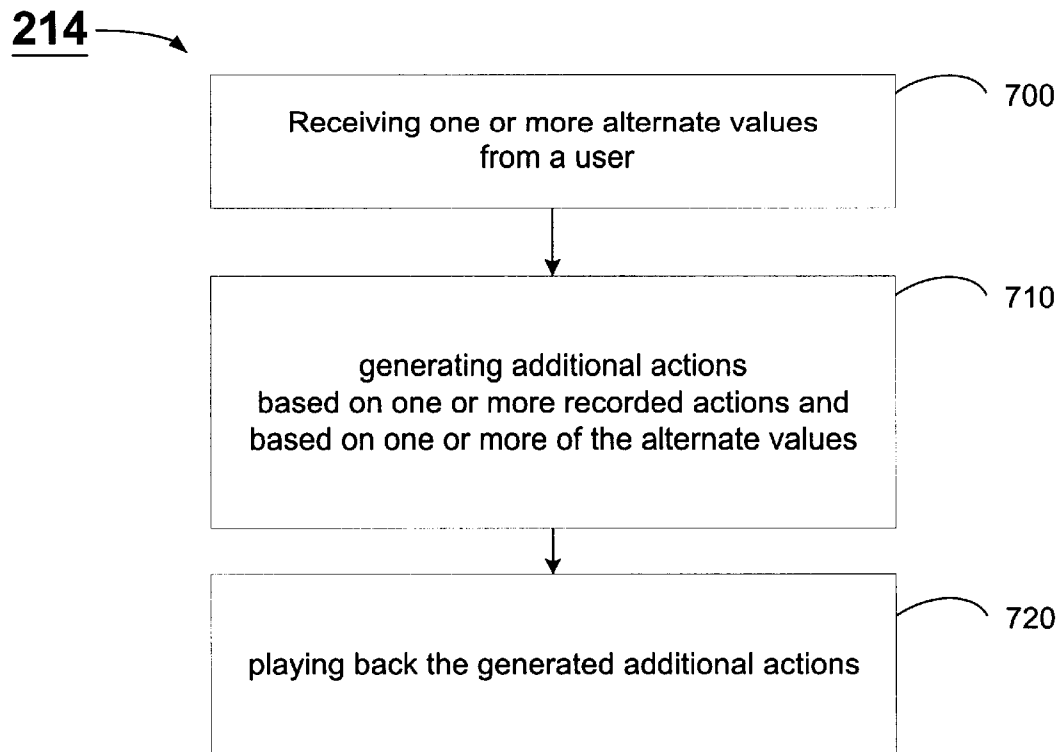 214
700
Receiving one or more alternate values
from a user
710
generating additional actions
based on one or more recorded actions and
based on one or more of the alternate values
720
playing back the generated additional actions